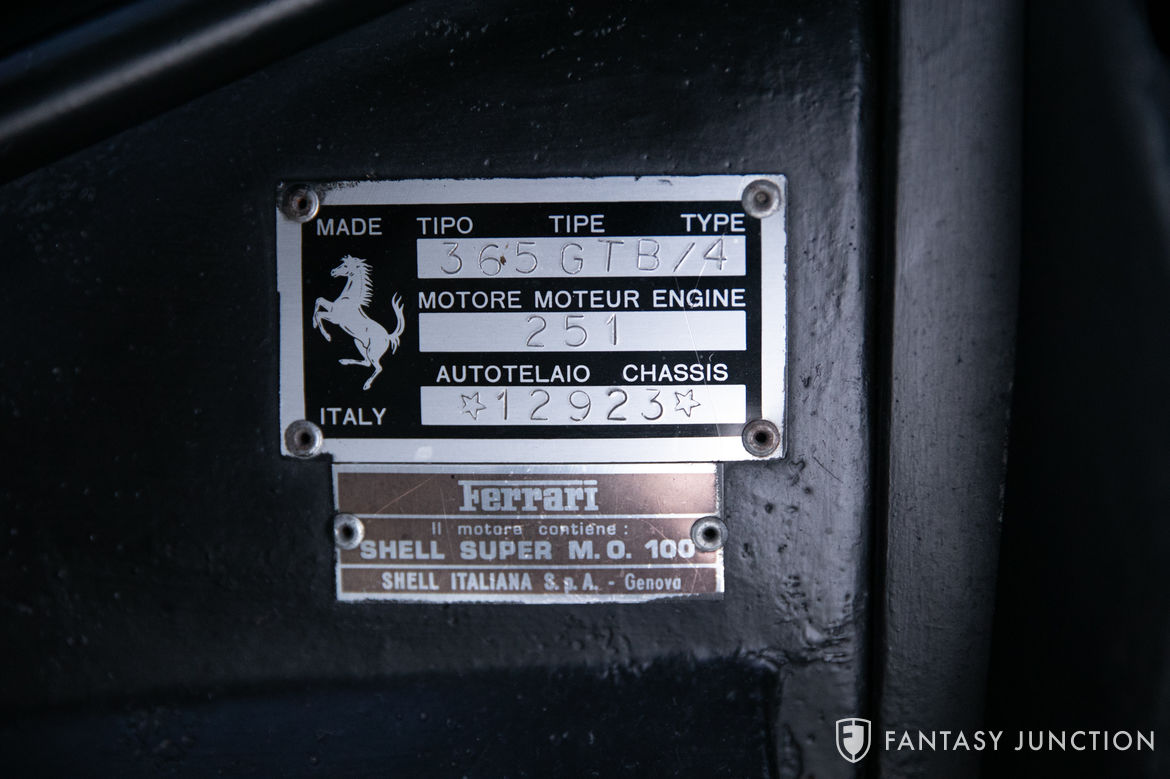 MADE TIPO TIPE TYPE
365 GTB/4
MOTORE MOTEUR ENGINE
251
AUTOTELAIO CHASSIS
☆12923☆
ITALY
Ferrari
Il motora contiene :
SHELL SUPER M. O. 100
SHELL ITALIANA S.p.A. - Genova
FANTASY JUNCTION